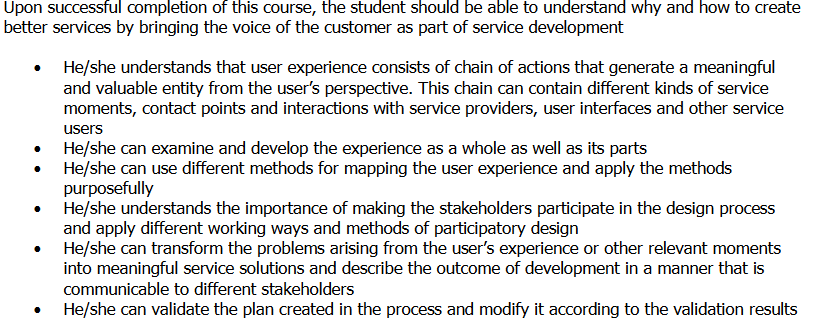 Upon successful completion of this course, the student should be able to understand why and how to create
better services by bringing the voice of the customer as part of service development
• He/she understands that user experience consists of chain of actions that generate a meaningful
and valuable entity from the user's perspective. This chain can contain different kinds of service
moments, contact points and interactions with service providers, user interfaces and other service
users
• He/she can examine and develop the experience as a whole as well as its parts
• He/she can use different methods for mapping the user experience and apply the methods
purposefully
• He/she understands the importance of making the stakeholders participate in the design process
and apply different working ways and methods of participatory design
• He/she can transform the problems arising from the user's experience or other relevant moments
into meaningful service solutions and describe the outcome of development in a manner that is
communicable to different stakeholders
• He/she can validate the plan created in the process and modify it according to the validation results